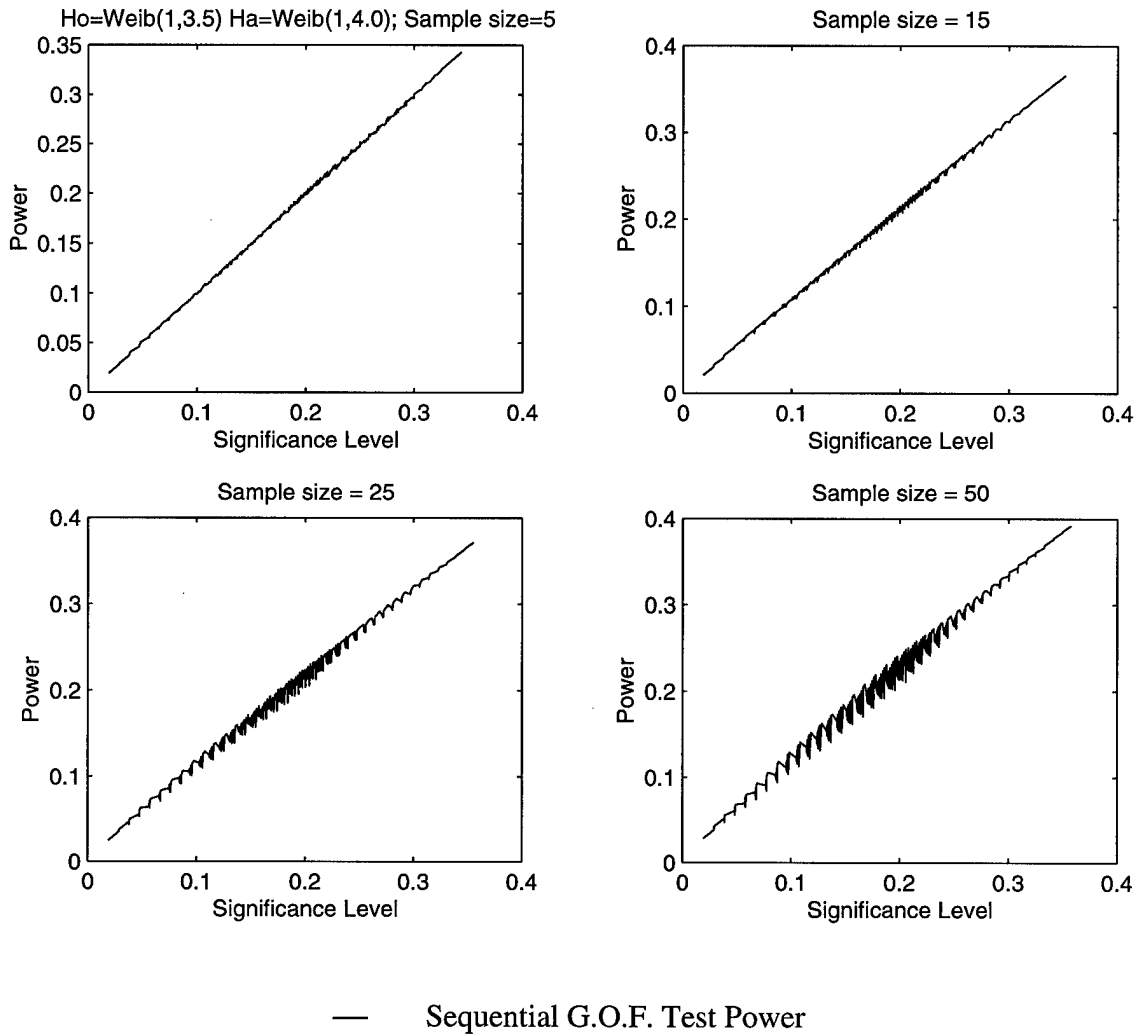 Ho=Weib(1,3.5) Ha=Weib(1,4.0); Sample size=5
0.35
0.3
0.25
0.2
0.15
0.1
0.05
0
Power
0 0.1 0.2 0.3 0.4
Significance Level
Sample size = 15
0.4
0.3
0.2
0.1
0
Power
0 0.1 0.2 0.3 0.4
Significance Level
Sample size = 25
0.4
0.3
0.2
0.1
0
Power
0 0.1 0.2 0.3 0.4
Significance Level
Sample size = 50
0.4
0.3
0.2
0.1
0
Power
0 0.1 0.2 0.3 0.4
Significance Level
Sequential G.O.F. Test Power